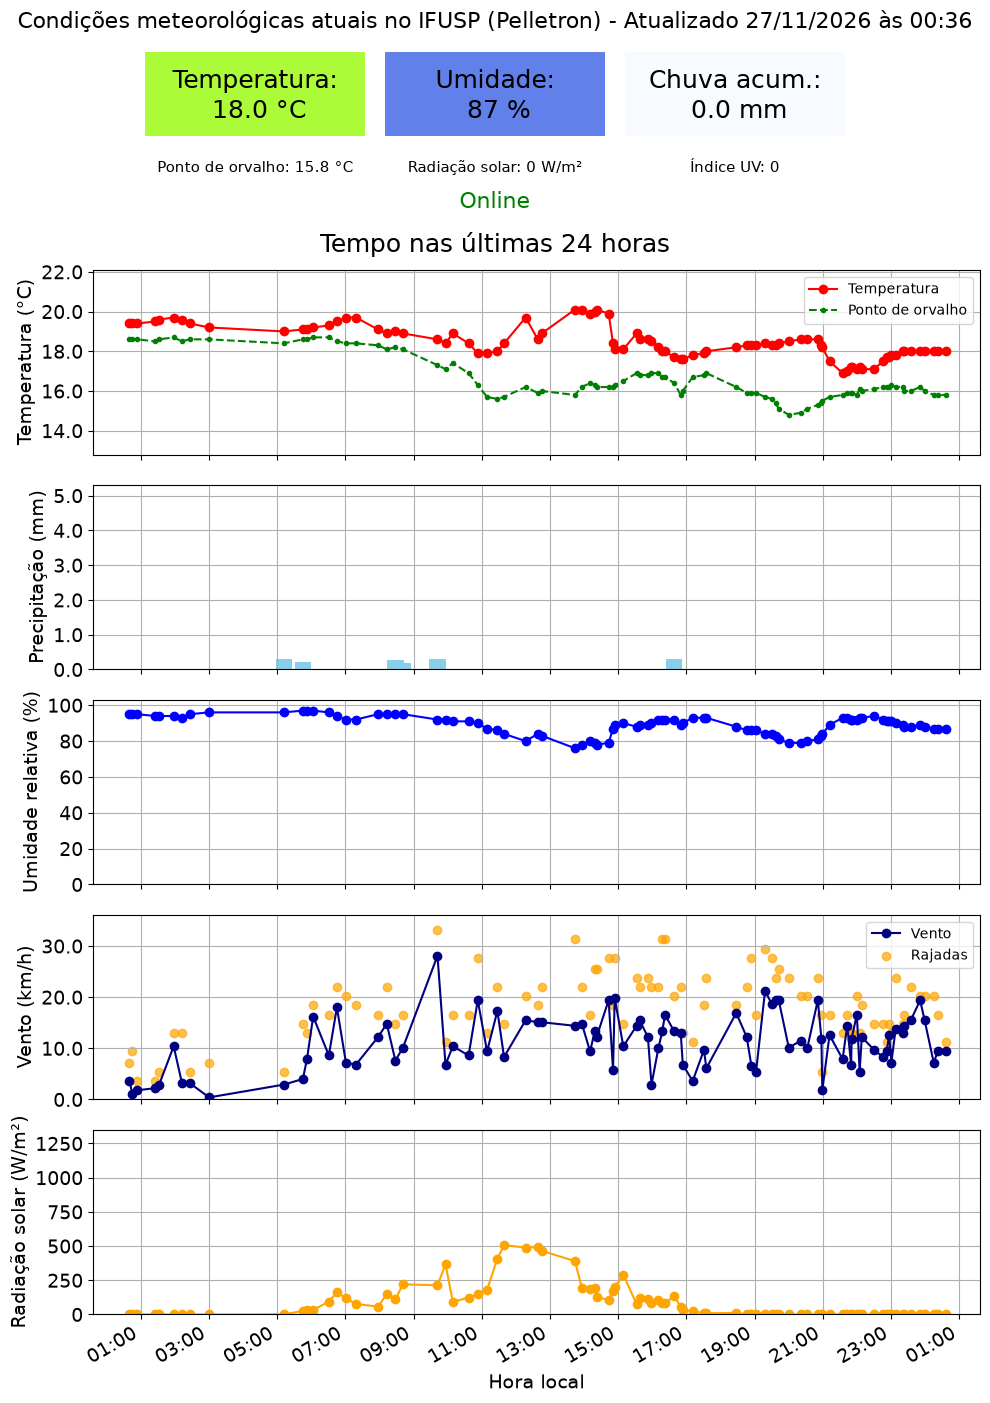 Condições meteorológicas atuais no IFUSP (Pelletron) - Atualizado 27/11/2026 às 00:36
Temperatura:
18.0 °C
Umidade:
87 %
Chuva acum.:
0.0 mm
Ponto de orvalho: 15.8 °C
Radiação solar: 0 W/m²
Índice UV: 0
Online
Tempo nas últimas 24 horas
Temperatura (°C)
22.0
20.0
18.0
16.0
14.0
Temperatura
Ponto de orvalho
Precipitação (mm)
5.0
4.0
3.0
2.0
1.0
0.0
Umidade relativa (%)
100
80
60
40
20
0
Vento (km/h)
30.0
20.0
10.0
0.0
Vento
Rajadas
Radiação solar (W/m²)
1250
1000
750
500
250
0
01:00
03:00
05:00
07:00
09:00
11:00
13:00
15:00
17:00
19:00
21:00
23:00
01:00
Hora local